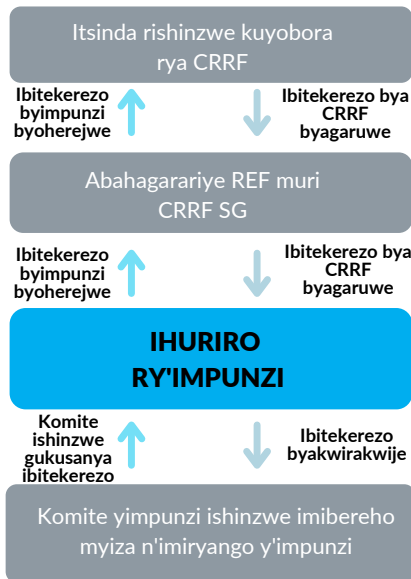 Itsinda rishinzwe kuyobora
rya CRRF
Ibitekerezo
byimpunzi
byoherejwe
Ibitekerezo bya
CRRF
byagaruwe
Abahagarariye REF muri
CRRF SG
Ibitekerezo
byimpunzi
byoherejwe
Ibitekerezo bya
CRRF
byagaruwe
IHURIRO
RY'IMPUNZI
Komite
ishinzwe
gukusanya
ibitekerezo
Ibitekerezo
byakwirakwije
Komite yimpunzi ishinzwe imibereho
myiza n'imiryango y'impunzi